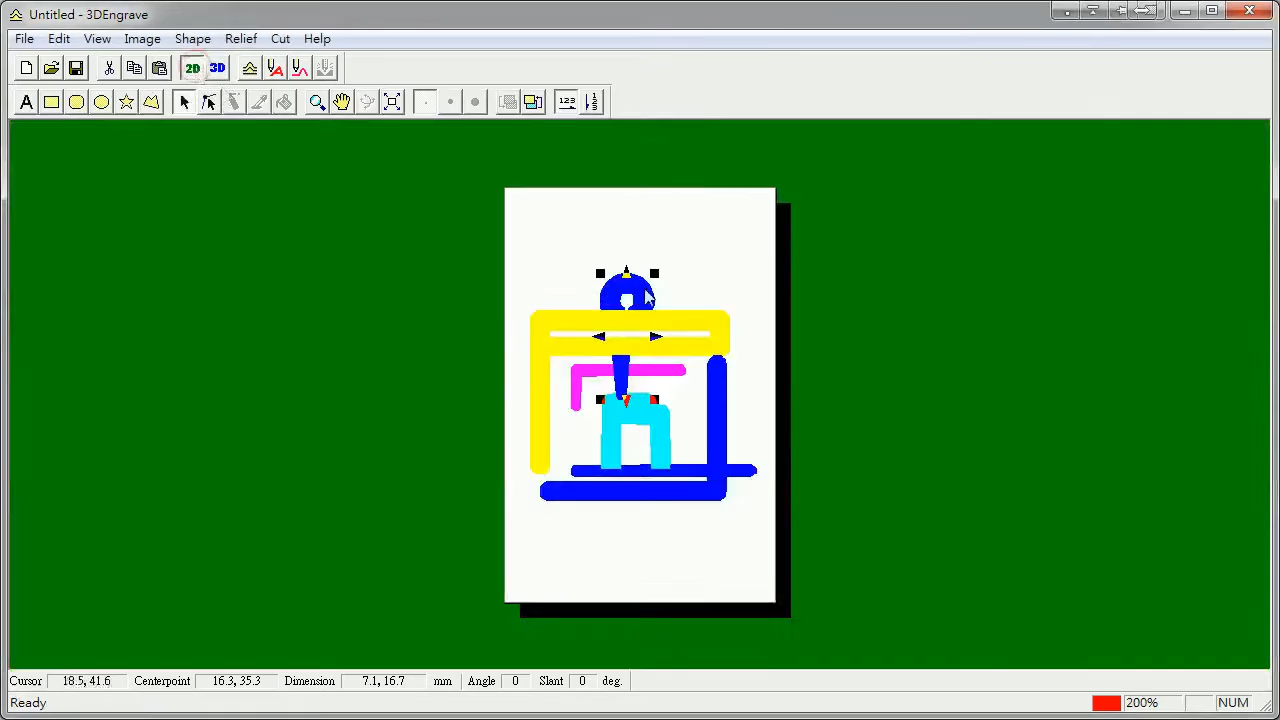 Untitled - 3DEngrave
File Edit View Image Shape Relief Cut Help
2D 3D A
A 123 123
Cursor 18.5, 41.6 Centerpoint 16.3, 35.3 Dimension 7.1, 16.7 mm Angle 0 Slant 0 deg.
Ready 200% NUM